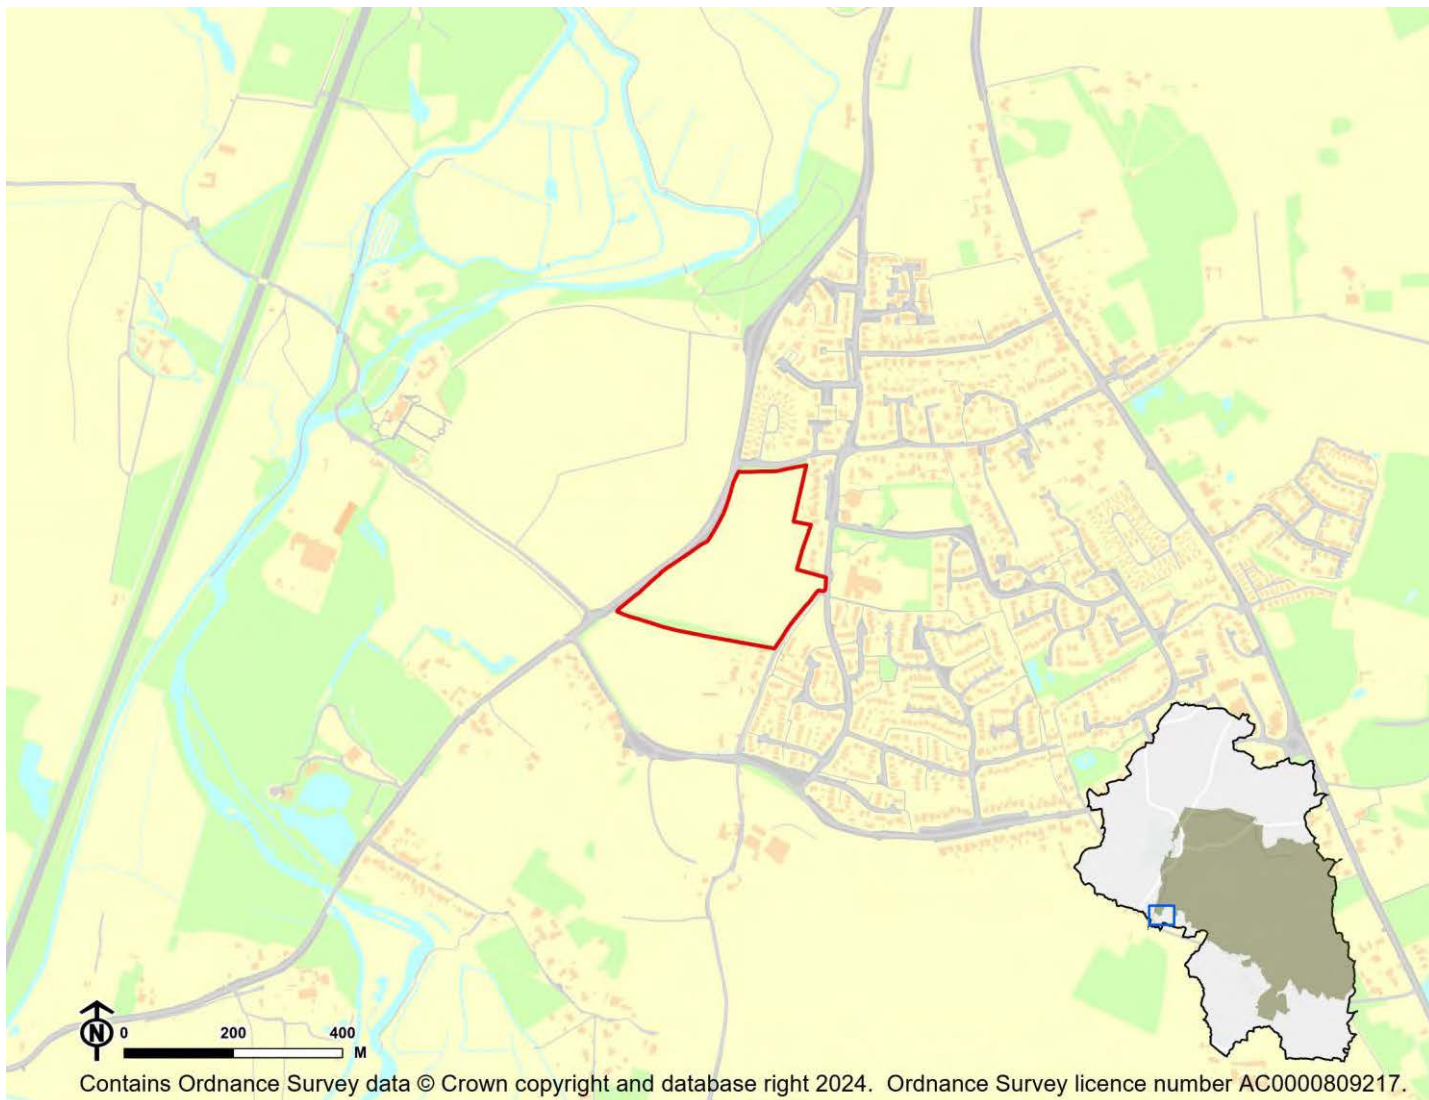 N
0 200 400
M
Contains Ordnance Survey data © Crown copyright and database right 2024. Ordnance Survey licence number AC0000809217.